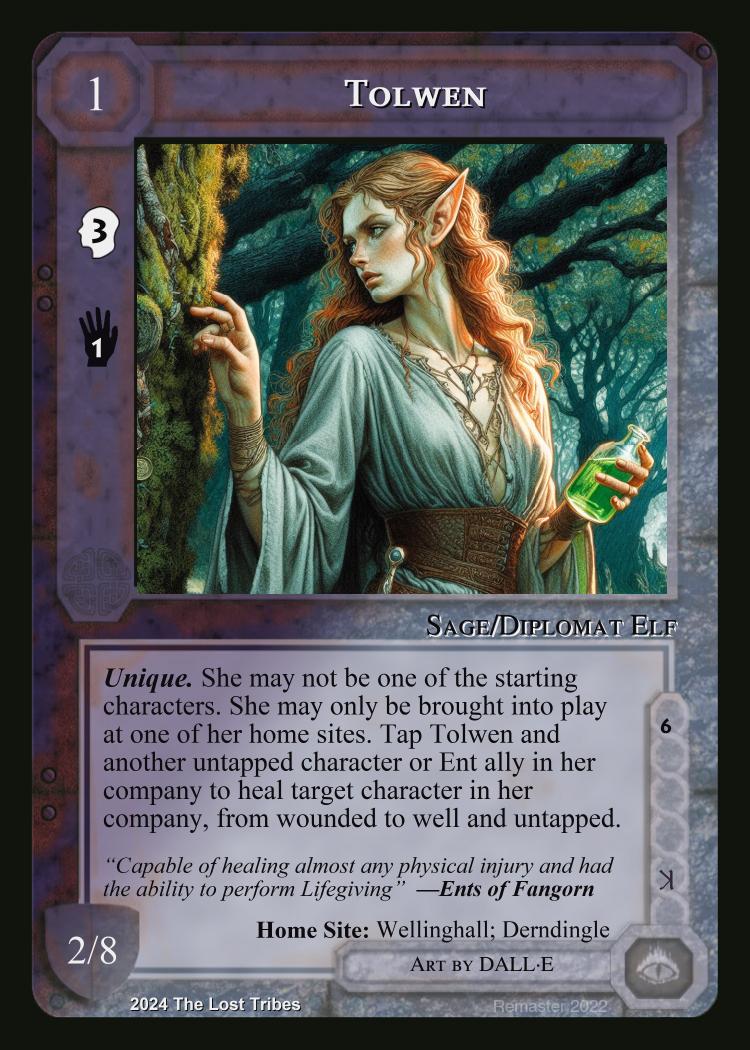 1
Tolwen
3
1
Sage/Diplomat Elf
Unique. She may not be one of the starting
characters. She may only be brought into play
at one of her home sites. Tap Tolwen and
another untapped character or Ent ally in her
company to heal target character in her
company, from wounded to well and untapped.
6
“Capable of healing almost any physical injury and had
the ability to perform Lifegiving” —Ents of Fangorn
Home Site: Wellinghall; Derndingle
2/8
Art by DALL·E
2024 The Lost Tribes
Remaster 2022